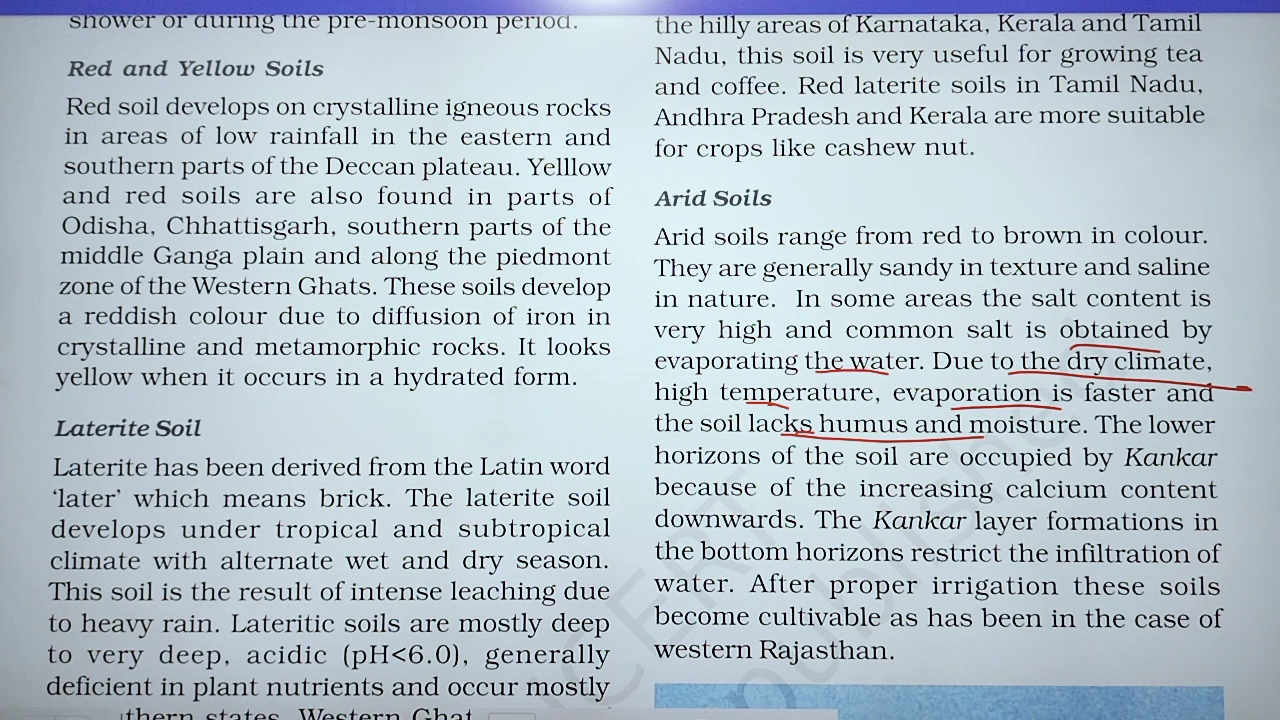 shower or during the pre-monsoon period.
Red and Yellow Soils
Red soil develops on crystalline igneous rocks
in areas of low rainfall in the eastern and
southern parts of the Deccan plateau. Yelllow
and red soils are also found in parts of
Odisha, Chhattisgarh, southern parts of the
middle Ganga plain and along the piedmont
zone of the Western Ghats. These soils develop
a reddish colour due to diffusion of iron in
crystalline and metamorphic rocks. It looks
yellow when it occurs in a hydrated form.
Laterite Soil
Laterite has been derived from the Latin word
‘later’ which means brick. The laterite soil
develops under tropical and subtropical
climate with alternate wet and dry season.
This soil is the result of intense leaching due
to heavy rain. Lateritic soils are mostly deep
to very deep, acidic (pH<6.0), generally
deficient in plant nutrients and occur mostly
thern states, Western Ghat
the hilly areas of Karnataka, Kerala and Tamil
Nadu, this soil is very useful for growing tea
and coffee. Red laterite soils in Tamil Nadu,
Andhra Pradesh and Kerala are more suitable
for crops like cashew nut.
Arid Soils
Arid soils range from red to brown in colour.
They are generally sandy in texture and saline
in nature. In some areas the salt content is
very high and common salt is obtained by
evaporating the water. Due to the dry climate,
high temperature, evaporation is faster and
the soil lacks humus and moisture. The lower
horizons of the soil are occupied by Kankar
because of the increasing calcium content
downwards. The Kankar layer formations in
the bottom horizons restrict the infiltration of
water. After proper irrigation these soils
become cultivable as has been in the case of
western Rajasthan.